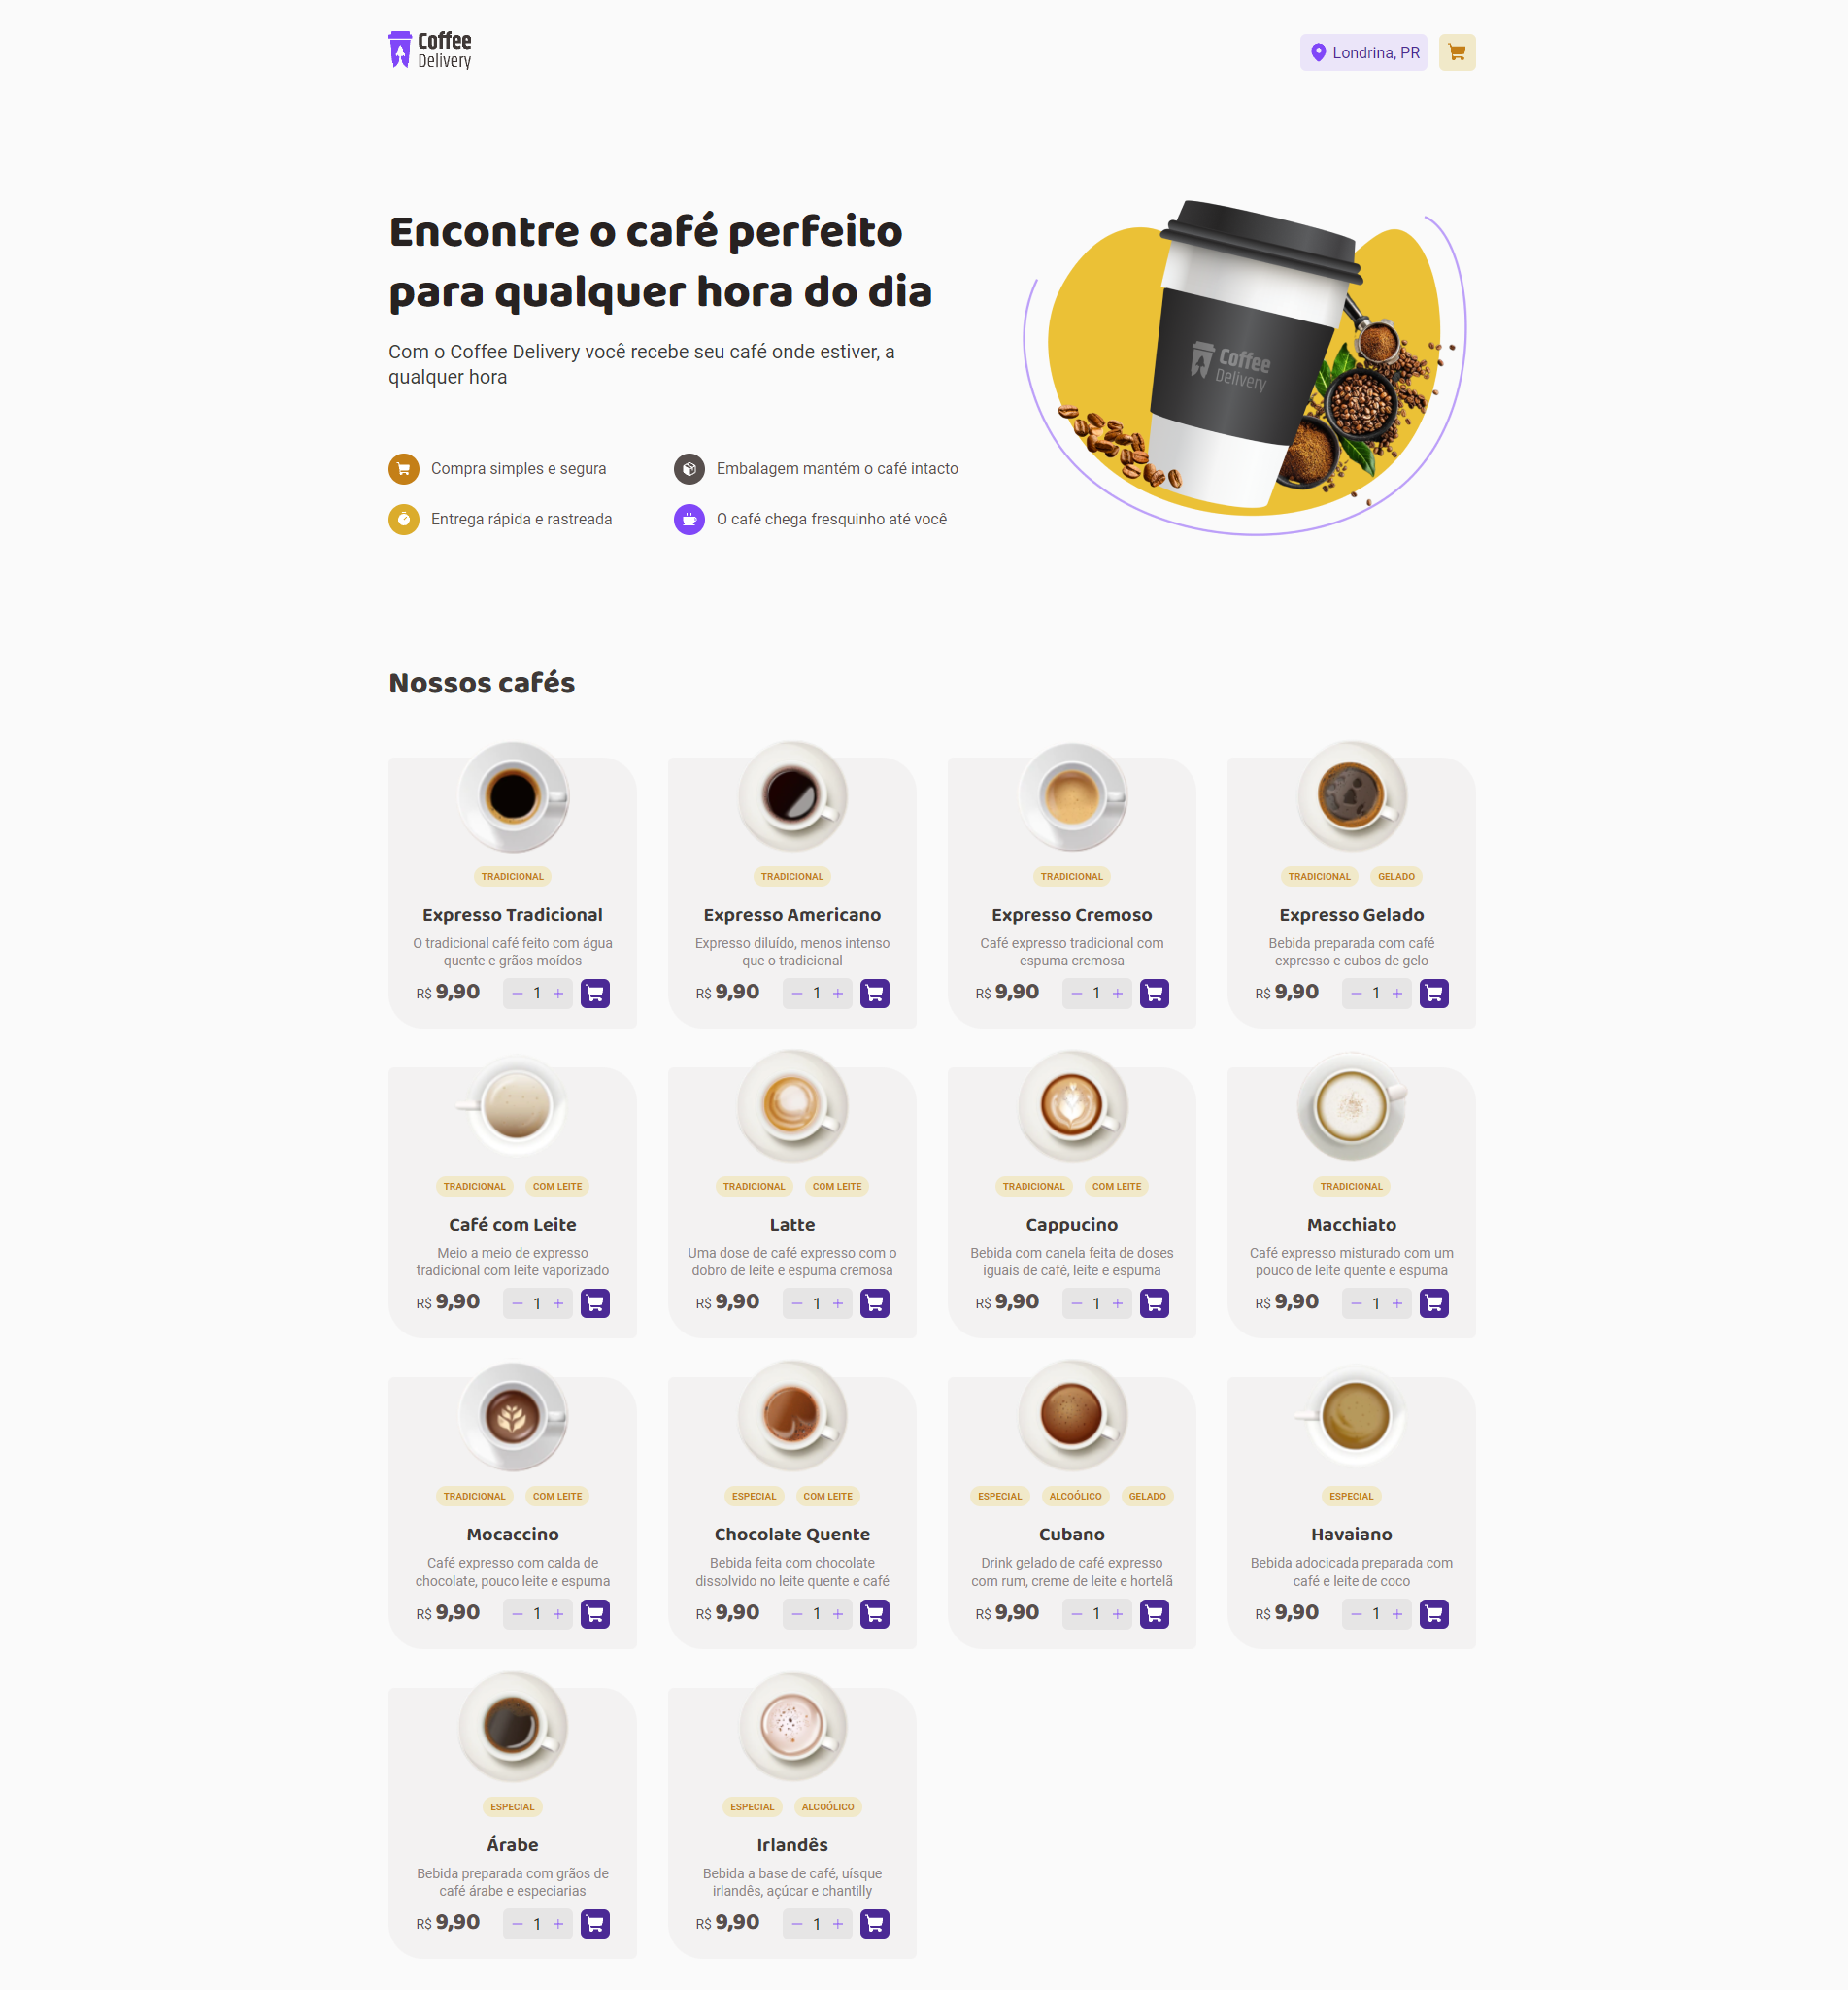 Coffee
Delivery
Londrina, PR
Encontre o café perfeito
para qualquer hora do dia
Com o Coffee Delivery você recebe seu café onde estiver, a
qualquer hora
Compra simples e segura
Embalagem mantém o café intacto
Entrega rápida e rastreada
O café chega fresquinho até você
Coffee
Delivery
Nossos cafés
TRADICIONAL
Expresso Tradicional
O tradicional café feito com água
quente e grãos moídos
R$ 9,90 − 1 +
TRADICIONAL
Expresso Americano
Expresso diluído, menos intenso
que o tradicional
R$ 9,90 − 1 +
TRADICIONAL
Expresso Cremoso
Café expresso tradicional com
espuma cremosa
R$ 9,90 − 1 +
TRADICIONAL GELADO
Expresso Gelado
Bebida preparada com café
expresso e cubos de gelo
R$ 9,90 − 1 +
TRADICIONAL COM LEITE
Café com Leite
Meio a meio de expresso
tradicional com leite vaporizado
R$ 9,90 − 1 +
TRADICIONAL COM LEITE
Latte
Uma dose de café expresso com o
dobro de leite e espuma cremosa
R$ 9,90 − 1 +
TRADICIONAL COM LEITE
Cappucino
Bebida com canela feita de doses
iguais de café, leite e espuma
R$ 9,90 − 1 +
TRADICIONAL
Macchiato
Café expresso misturado com um
pouco de leite quente e espuma
R$ 9,90 − 1 +
TRADICIONAL COM LEITE
Mocaccino
Café expresso com calda de
chocolate, pouco leite e espuma
R$ 9,90 − 1 +
ESPECIAL COM LEITE
Chocolate Quente
Bebida feita com chocolate
dissolvido no leite quente e café
R$ 9,90 − 1 +
ESPECIAL ALCOÓLICO GELADO
Cubano
Drink gelado de café expresso
com rum, creme de leite e hortelã
R$ 9,90 − 1 +
ESPECIAL
Havaiano
Bebida adocicada preparada com
café e leite de coco
R$ 9,90 − 1 +
ESPECIAL
Árabe
Bebida preparada com grãos de
café árabe e especiarias
R$ 9,90 − 1 +
ESPECIAL ALCOÓLICO
Irlandês
Bebida a base de café, uísque
irlandês, açúcar e chantilly
R$ 9,90 − 1 +